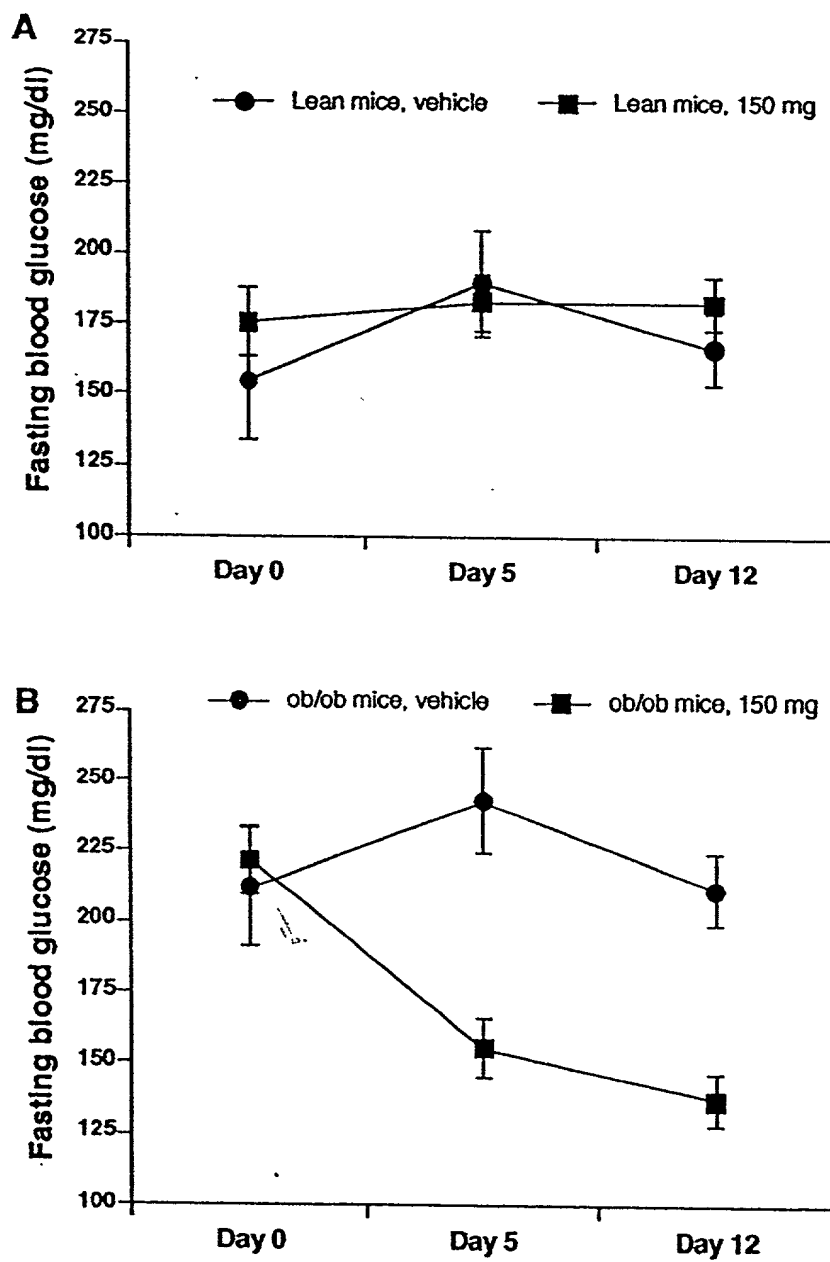 A
Fasting blood glucose (mg/dl)
275
250
225
200
175
150
125
100
Lean mice, vehicle
Lean mice, 150 mg
Day 0
Day 5
Day 12
B
Fasting blood glucose (mg/dl)
275
250
225
200
175
150
125
100
ob/ob mice, vehicle
ob/ob mice, 150 mg
Day 0
Day 5
Day 12